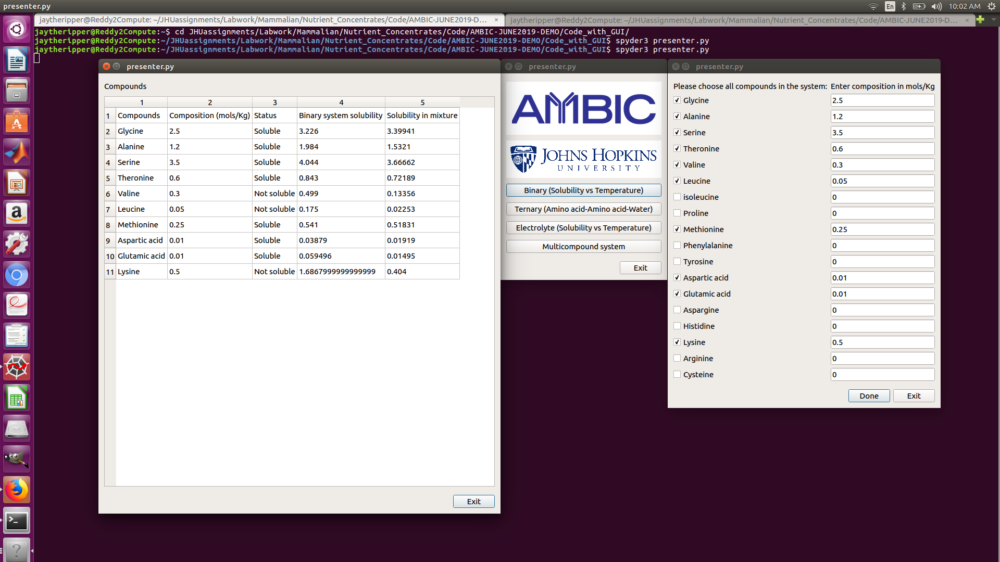 presenter.py
En
10:02 AM
jaytheripper@Reddy2Compute: ~/JHUassignments/Labwork/Mammalian/Nutrient_Concentrates/Code/AMBIC-JUNE2019-D... ×
jaytheripper@Reddy2Compute: ~/JHUassignments/Labwork/Mammalian/Nutrient_Concentrates/Code/AMBIC-JUNE2019-D... ×
jaytheripper@Reddy2Compute:~$ cd JHUassignments/Labwork/Mammalian/Nutrient_Concentrates/Code/AMBIC-JUNE2019-DEMO/Code_with_GUI/
jaytheripper@Reddy2Compute:~/JHUassignments/Labwork/Mammalian/Nutrient_Concentrates/Code/AMBIC-JUNE2019-DEMO/Code_with_GUI$ spyder3 presenter.py
jaytheripper@Reddy2Compute:~/JHUassignments/Labwork/Mammalian/Nutrient_Concentrates/Code/AMBIC-JUNE2019-DEMO/Code_with_GUI$ spyder3 presenter.py
presenter.py
Compounds
1 2 3 4 5
1 Compounds Composition (mols/Kg) Status Binary system solubility Solubility in mixture
2 Glycine 2.5 Soluble 3.226 3.39941
3 Alanine 1.2 Soluble 1.984 1.5321
4 Serine 3.5 Soluble 4.044 3.66662
5 Theronine 0.6 Soluble 0.843 0.72189
6 Valine 0.3 Not soluble 0.499 0.13356
7 Leucine 0.05 Not soluble 0.175 0.02253
8 Methionine 0.25 Soluble 0.541 0.51831
9 Aspartic acid 0.01 Soluble 0.03879 0.01919
10 Glutamic acid 0.01 Soluble 0.059496 0.01495
11 Lysine 0.5 Not soluble 1.6867999999999999 0.404
Exit
presenter.py
AMBIC
JOHNS HOPKINS
UNIVERSITY
Binary (Solubility vs Temperature)
Ternary (Amino acid-Amino acid-Water)
Electrolyte (Solubility vs Temperature)
Multicompound system
Exit
presenter.py
Please choose all compounds in the system: Enter composition in mols/Kg
Glycine 2.5
Alanine 1.2
Serine 3.5
Theronine 0.6
Valine 0.3
Leucine 0.05
isoleucine 0
Proline 0
Methionine 0.25
Phenylalanine 0
Tyrosine 0
Aspartic acid 0.01
Glutamic acid 0.01
Aspargine 0
Histidine 0
Lysine 0.5
Arginine 0
Cysteine 0
Done Exit
A
a
>_
?